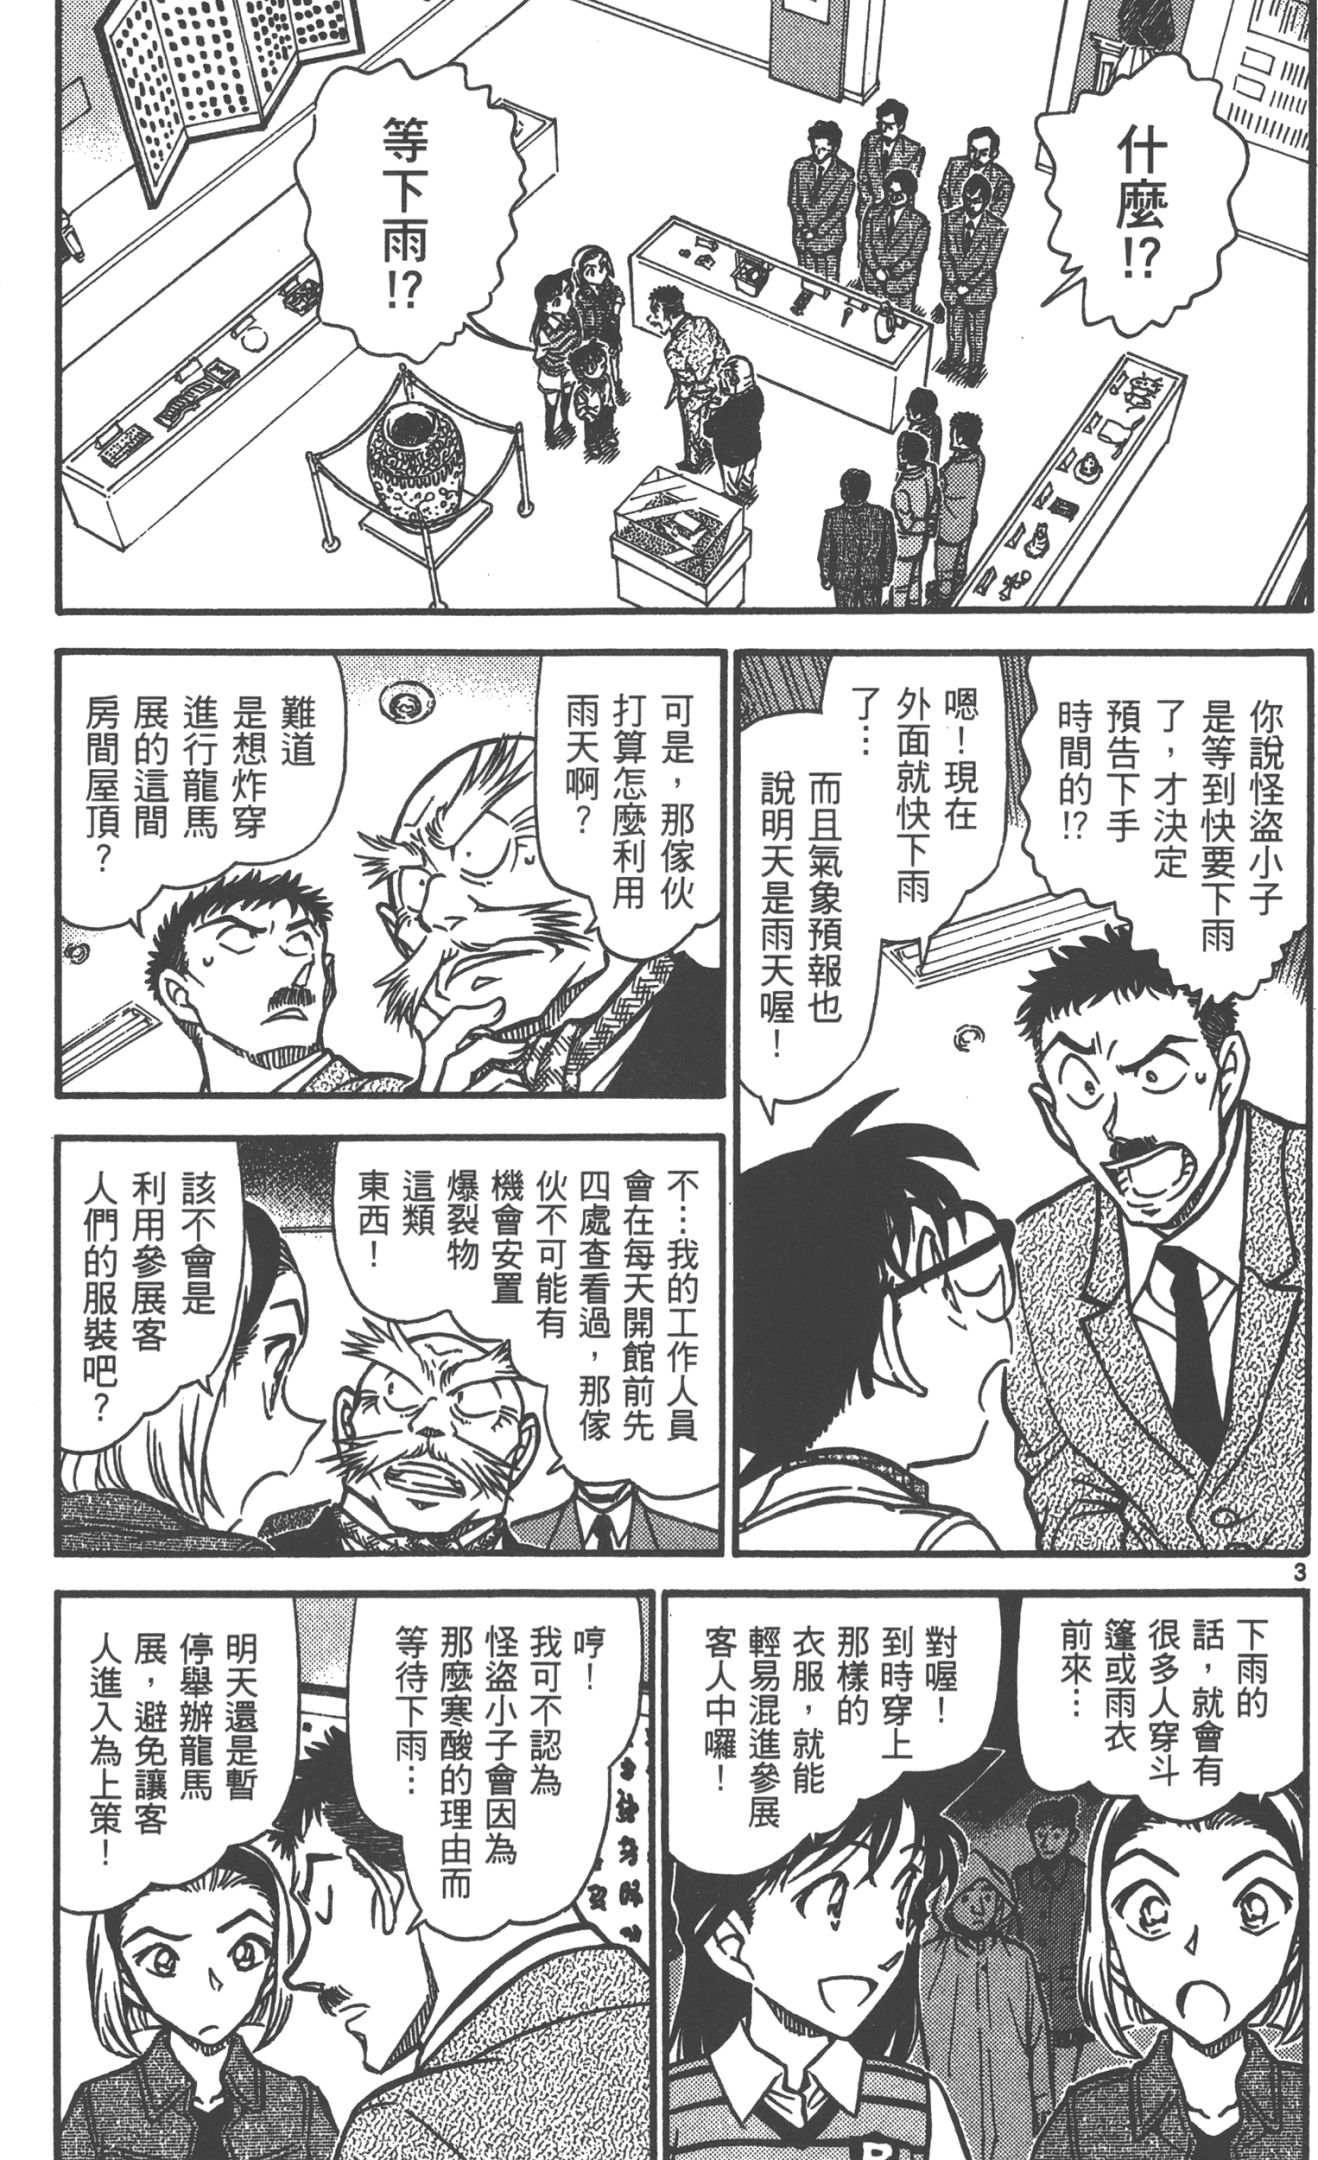 什麼!?
等下雨!?
你說怪盜小子
是等到快要下雨
了，才決定
預告下手
時間的!?
嗯！現在
外面就快下雨
了…
而且氣象預報也
說明天是雨天喔！
可是，那傢伙
打算怎麼利用
雨天啊？
難道
是想炸穿
進行龍馬
展的這間
房間屋頂？
不…我的工作人員
會在每天開館前先
四處查看過，那傢
伙不可能有
機會安置
爆裂物
這類
東西！
該不會是
利用參展客
人們的服裝吧？
3
下雨的
話，就會有
很多人穿斗
篷或雨衣
前來…
對喔！
到時穿上
那樣的
衣服，就能
輕易混進參展
客人中囉！
哼！
我可不認為
怪盜小子會因為
那麼寒酸的理由而
等待下雨…
明天還是暫
停舉辦龍馬
展，避免讓客
人進入為上策！